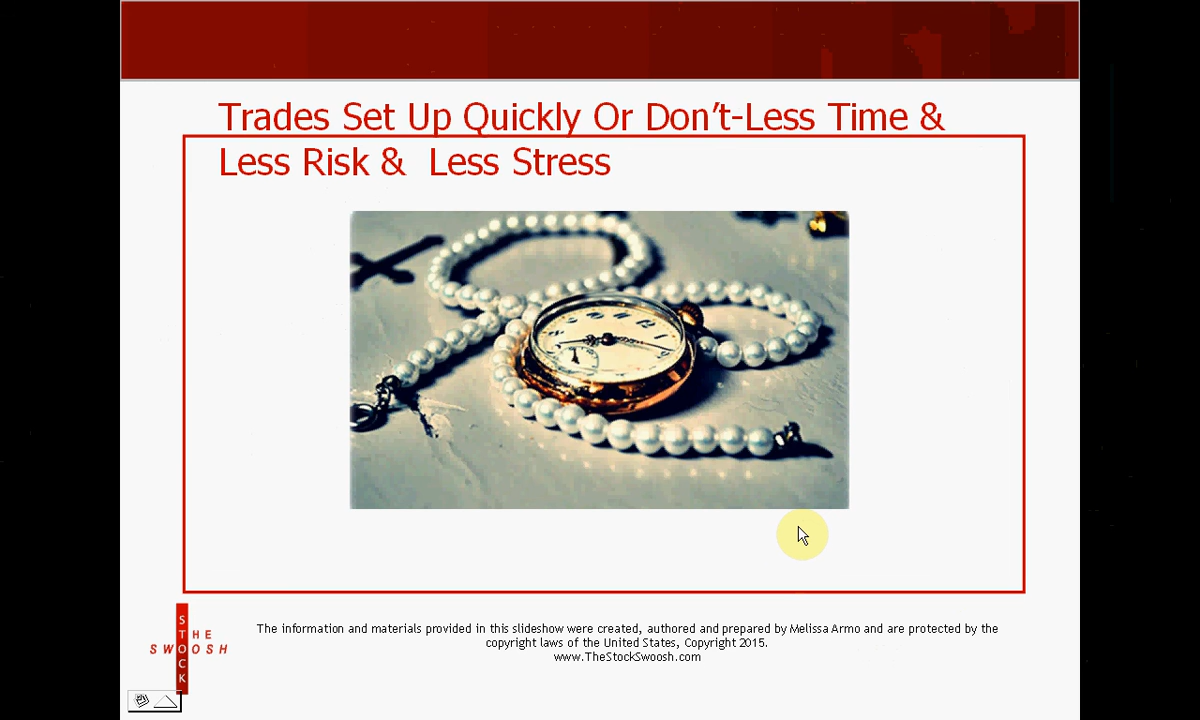 Trades Set Up Quickly Or Don’t-Less Time &
Less Risk & Less Stress
THE
STOCK
SWOOSH
The information and materials provided in this slideshow were created, authored and prepared by Melissa Armo and are protected by the
copyright laws of the United States, Copyright 2015.
www.TheStockSwoosh.com